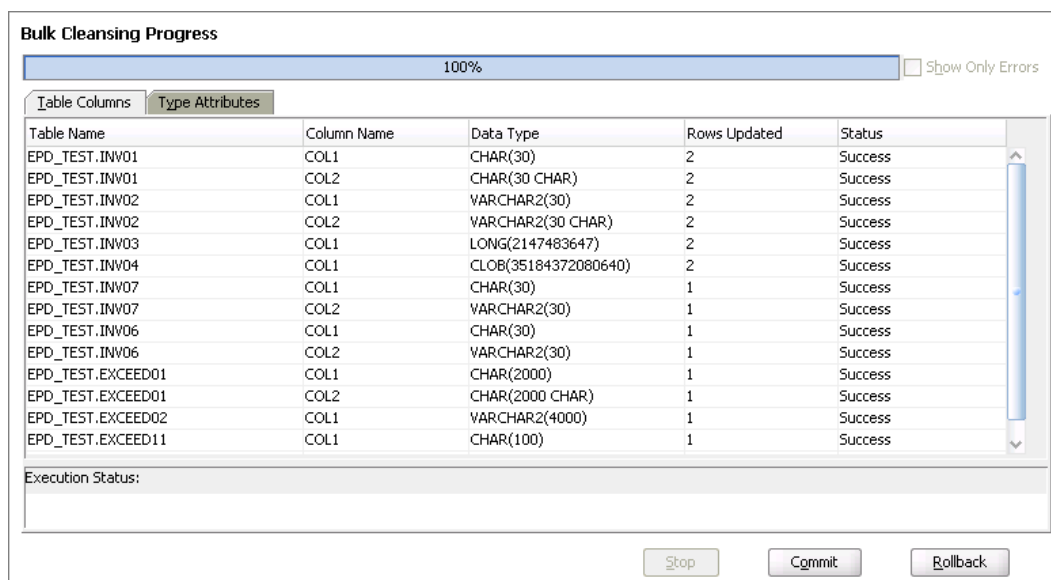 Bulk Cleansing Progress
100%
Show Only Errors
Table Columns Type Attributes
Table Name Column Name Data Type Rows Updated Status
EPD_TEST.INV01 COL1 CHAR(30) 2 Success
EPD_TEST.INV01 COL2 CHAR(30 CHAR) 2 Success
EPD_TEST.INV02 COL1 VARCHAR2(30) 2 Success
EPD_TEST.INV02 COL2 VARCHAR2(30 CHAR) 2 Success
EPD_TEST.INV03 COL1 LONG(2147483647) 2 Success
EPD_TEST.INV04 COL1 CLOB(35184372080640) 2 Success
EPD_TEST.INV07 COL1 CHAR(30) 1 Success
EPD_TEST.INV07 COL2 VARCHAR2(30) 1 Success
EPD_TEST.INV06 COL1 CHAR(30) 1 Success
EPD_TEST.INV06 COL2 VARCHAR2(30) 1 Success
EPD_TEST.EXCEED01 COL1 CHAR(2000) 1 Success
EPD_TEST.EXCEED01 COL2 CHAR(2000 CHAR) 1 Success
EPD_TEST.EXCEED02 COL1 VARCHAR2(4000) 1 Success
EPD_TEST.EXCEED11 COL1 CHAR(100) 1 Success
Execution Status:
Stop Commit Rollback